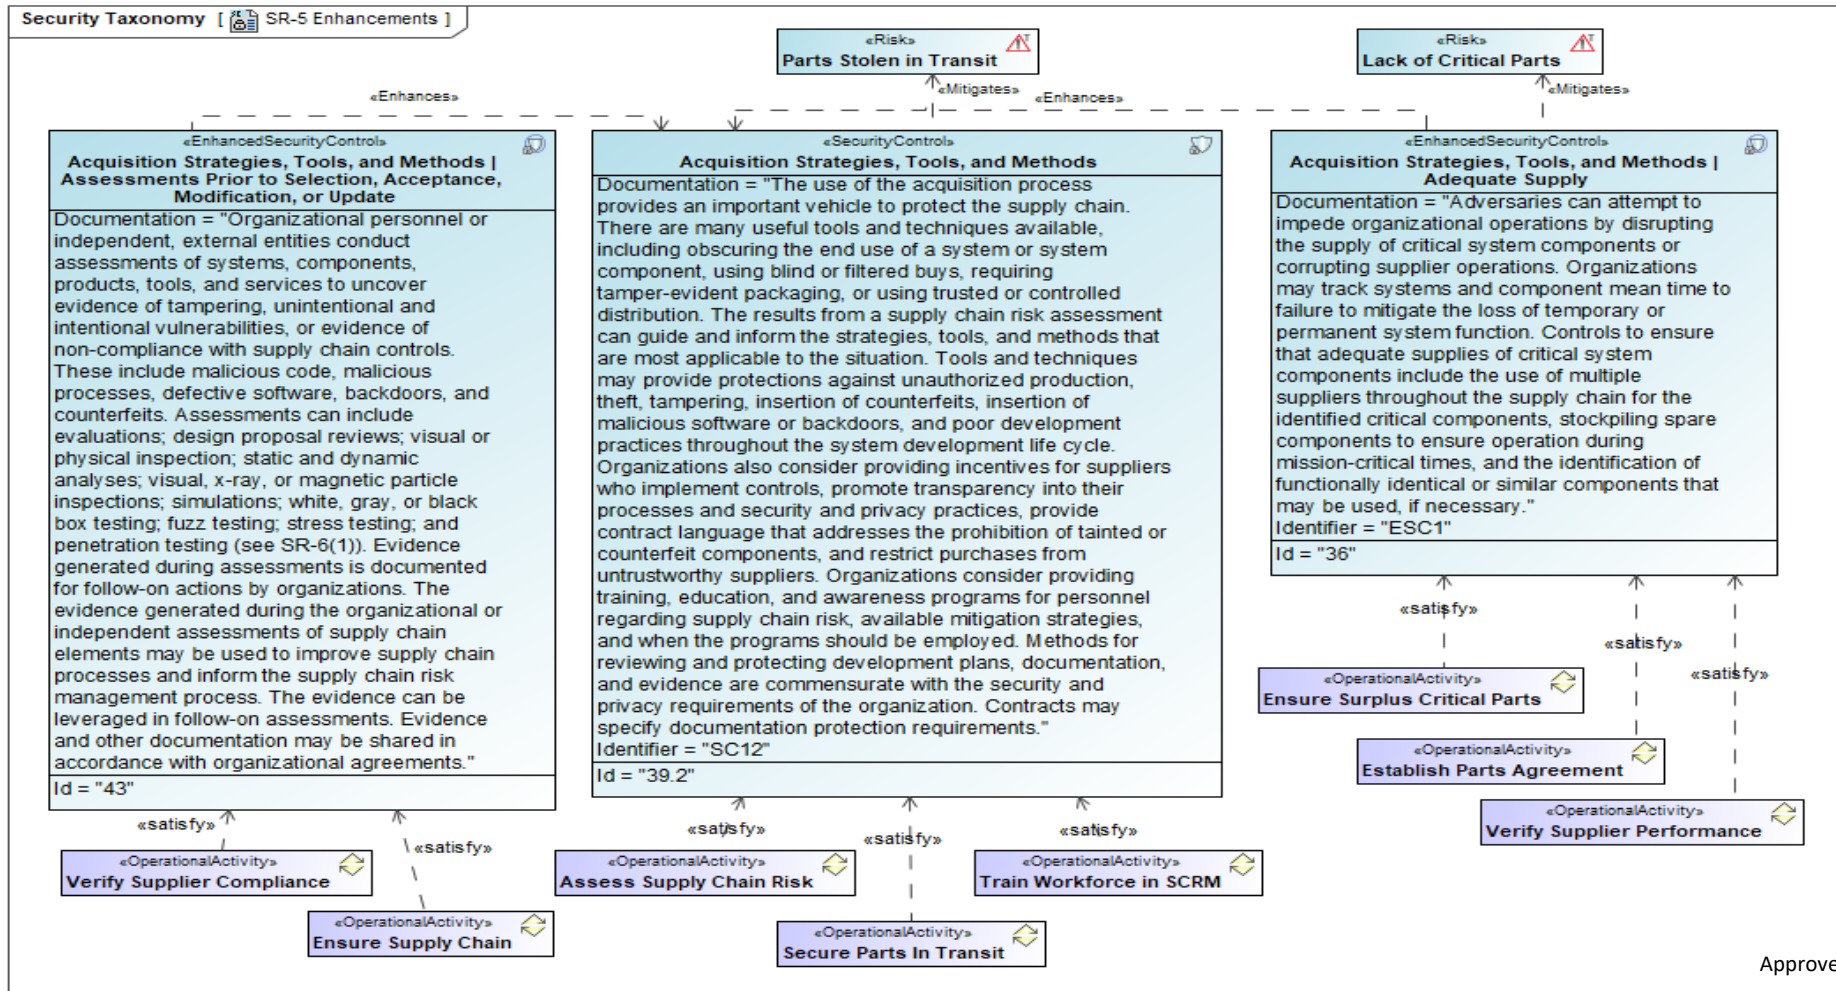 Security Taxonomy [ SR-5 Enhancements ]
«Risk»
Parts Stolen in Transit
«Risk»
Lack of Critical Parts
«Enhances»
«Mitigates»
«Enhances»
«Mitigates»
«EnhancedSecurityControl»
Acquisition Strategies, Tools, and Methods |
Assessments Prior to Selection, Acceptance,
Modification, or Update
Documentation = "Organizational personnel or
independent, external entities conduct
assessments of systems, components,
products, tools, and services to uncover
evidence of tampering, unintentional and
intentional vulnerabilities, or evidence of
non-compliance with supply chain controls.
These include malicious code, malicious
processes, defective software, backdoors, and
counterfeits. Assessments can include
evaluations; design proposal reviews; visual or
physical inspection; static and dynamic
analyses; visual, x-ray, or magnetic particle
inspections; simulations; white, gray, or black
box testing; fuzz testing; stress testing; and
penetration testing (see SR-6(1)). Evidence
generated during assessments is documented
for follow-on actions by organizations. The
evidence generated during the organizational or
independent assessments of supply chain
elements may be used to improve supply chain
processes and inform the supply chain risk
management process. The evidence can be
leveraged in follow-on assessments. Evidence
and other documentation may be shared in
accordance with organizational agreements."
Id = "43"
«SecurityControl»
Acquisition Strategies, Tools, and Methods
Documentation = "The use of the acquisition process
provides an important vehicle to protect the supply chain.
There are many useful tools and techniques available,
including obscuring the end use of a system or system
component, using blind or filtered buys, requiring
tamper-evident packaging, or using trusted or controlled
distribution. The results from a supply chain risk assessment
can guide and inform the strategies, tools, and methods that
are most applicable to the situation. Tools and techniques
may provide protections against unauthorized production,
theft, tampering, insertion of counterfeits, insertion of
malicious software or backdoors, and poor development
practices throughout the system development life cycle.
Organizations also consider providing incentives for suppliers
who implement controls, promote transparency into their
processes and security and privacy practices, provide
contract language that addresses the prohibition of tainted or
counterfeit components, and restrict purchases from
untrustworthy suppliers. Organizations consider providing
training, education, and awareness programs for personnel
regarding supply chain risk, available mitigation strategies,
and when the programs should be employed. Methods for
reviewing and protecting development plans, documentation,
and evidence are commensurate with the security and
privacy requirements of the organization. Contracts may
specify documentation protection requirements."
Identifier = "SC12"
Id = "39.2"
«EnhancedSecurityControl»
Acquisition Strategies, Tools, and Methods |
Adequate Supply
Documentation = "Adversaries can attempt to
impede organizational operations by disrupting
the supply of critical system components or
corrupting supplier operations. Organizations
may track systems and component mean time to
failure to mitigate the loss of temporary or
permanent system function. Controls to ensure
that adequate supplies of critical system
components include the use of multiple
suppliers throughout the supply chain for the
identified critical components, stockpiling spare
components to ensure operation during
mission-critical times, and the identification of
functionally identical or similar components that
may be used, if necessary."
Identifier = "ESC1"
Id = "36"
«satisfy»
«satisfy»
«satisfy»
«OperationalActivity»
Ensure Surplus Critical Parts
«OperationalActivity»
Establish Parts Agreement
«OperationalActivity»
Verify Supplier Performance
«satisfy»
«satisfy»
«satisfy»
«satisfy»
«satisfy»
«OperationalActivity»
Verify Supplier Compliance
«OperationalActivity»
Ensure Supply Chain
«OperationalActivity»
Assess Supply Chain Risk
«OperationalActivity»
Secure Parts In Transit
«OperationalActivity»
Train Workforce in SCRM
Approve